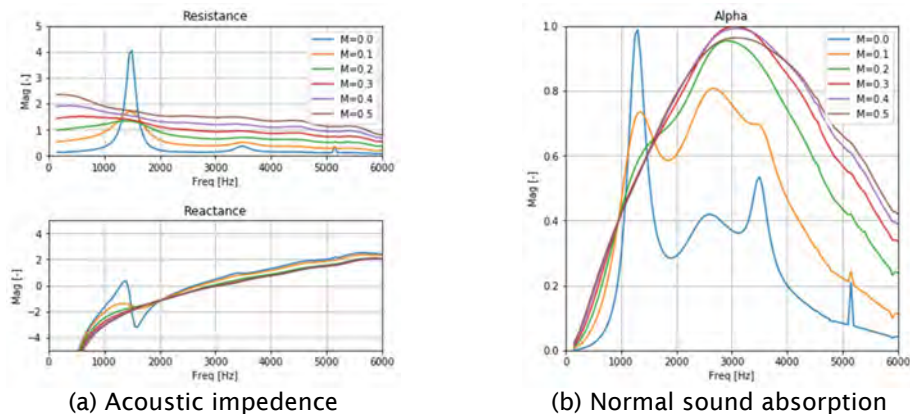 Resistance
5
4
3
2
1
0
Mag [-]
M=0.0
M=0.1
M=0.2
M=0.3
M=0.4
M=0.5
0 1000 2000 3000 4000 5000 6000
Freq [Hz]
Reactance
4
2
0
−2
−4
Mag [-]
0 1000 2000 3000 4000 5000 6000
Freq [Hz]
(a) Acoustic impedence
Alpha
1.0
0.8
0.6
0.4
0.2
0.0
Mag [-]
M=0.0
M=0.1
M=0.2
M=0.3
M=0.4
M=0.5
0 1000 2000 3000 4000 5000 6000
Freq [Hz]
(b) Normal sound absorption